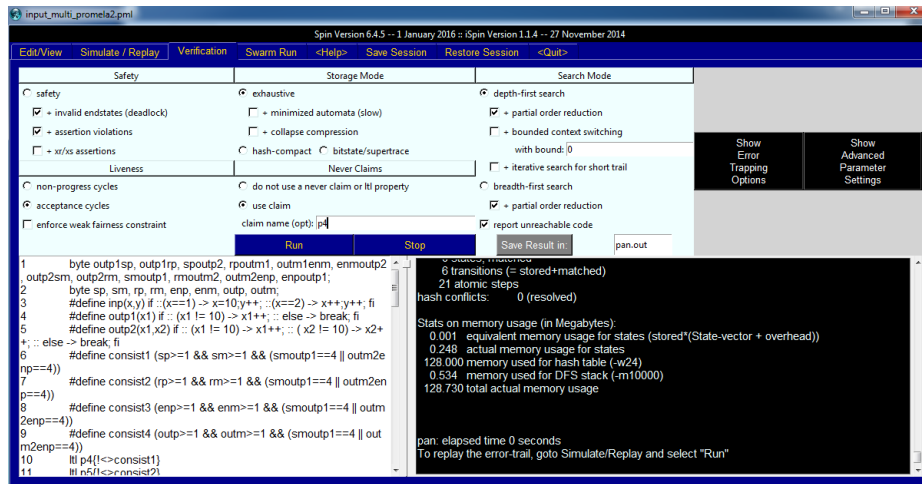 input_multi_promela2.pml
Spin Version 6.4.5 -- 1 January 2016 :: iSpin Version 1.1.4 -- 27 November 2014
Edit/View Simulate / Replay Verification Swarm Run <Help> Save Session Restore Session <Quit>
Safety Storage Mode Search Mode
safety exhaustive depth-first search
+ invalid endstates (deadlock) + minimized automata (slow) + partial order reduction
+ assertion violations + collapse compression + bounded context switching
+ xr/xs assertions hash-compact bitstate/supertrace with bound: 0
Liveness Never Claims + iterative search for short trail
non-progress cycles do not use a never claim or ltl property breadth-first search
acceptance cycles use claim + partial order reduction
enforce weak fairness constraint claim name (opt): p4 report unreachable code
Run Stop Save Result in: pan.out
Show Error Trapping Options
Show Advanced Parameter Settings
1 byte outp1sp, outp1rp, spoutp2, rpoutm1, outm1enm, enmoutp2
, outp2sm, outp2rm, smoutp1, rmoutm2, outm2enp, enpoutp1;
2 byte sp, sm, rp, rm, enp, enm, outp, outm;
3 #define inp(x,y) if ::(x==1) -> x=10;y++; ::(x==2) -> x++;y++; fi
4 #define outp1(x1) if :: (x1 != 10) -> x1++; :: else -> break; fi
5 #define outp2(x1,x2) if :: (x1 != 10) -> x1++; :: ( x2 != 10) -> x2+
+; :: else -> break; fi
6 #define consist1 (sp>=1 && sm>=1 && (smoutp1==4 || outm2e
np==4))
7 #define consist2 (rp>=1 && rm>=1 && (smoutp1==4 || outm2en
p==4))
8 #define consist3 (enp>=1 && enm>=1 && (smoutp1==4 || outm
2enp==4))
9 #define consist4 (outp>=1 && outm>=1 && (smoutp1==4 || out
m2enp==4))
10 ltl p4{!<>consist1}
11 ltl p5{!<>consist2}
0 states, matched
6 transitions (= stored+matched)
21 atomic steps
hash conflicts: 0 (resolved)
Stats on memory usage (in Megabytes):
0.001 equivalent memory usage for states (stored*(State-vector + overhead))
0.248 actual memory usage for states
128.000 memory used for hash table (-w24)
0.534 memory used for DFS stack (-m10000)
128.730 total actual memory usage
pan: elapsed time 0 seconds
To replay the error-trail, goto Simulate/Replay and select "Run"